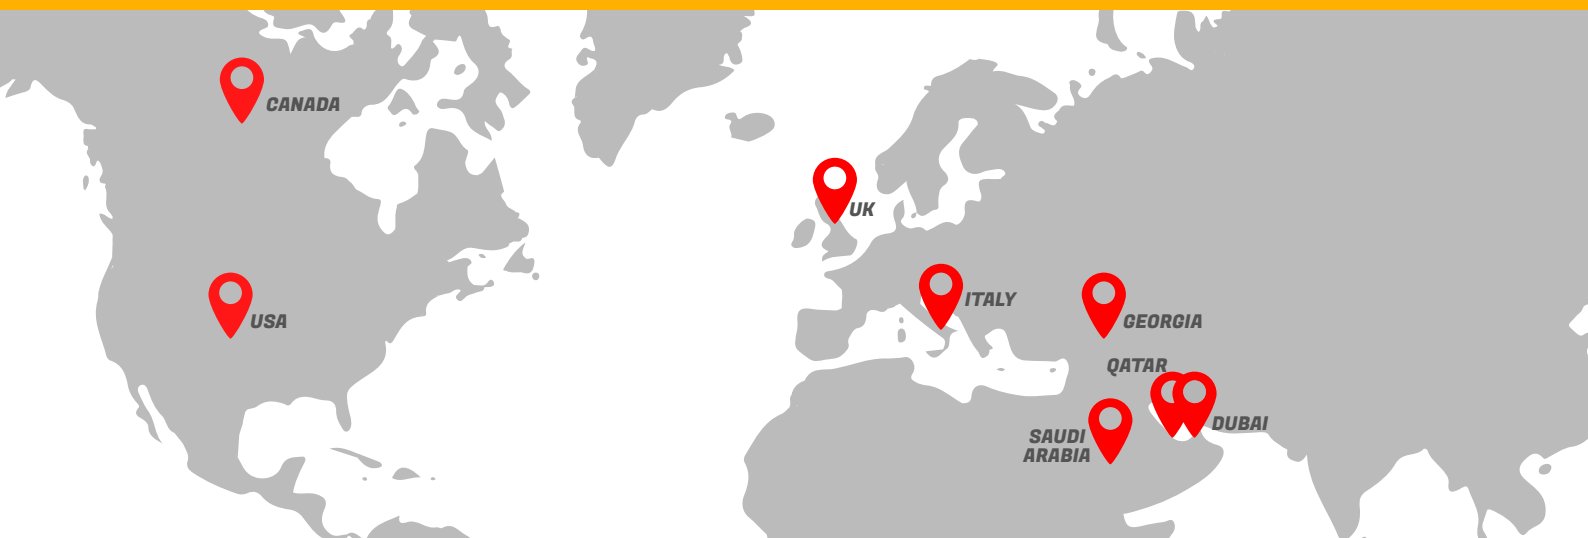 CANADA
UK
ITALY
USA
GEORGIA
QATAR
DUBAI
SAUDI
ARABIA